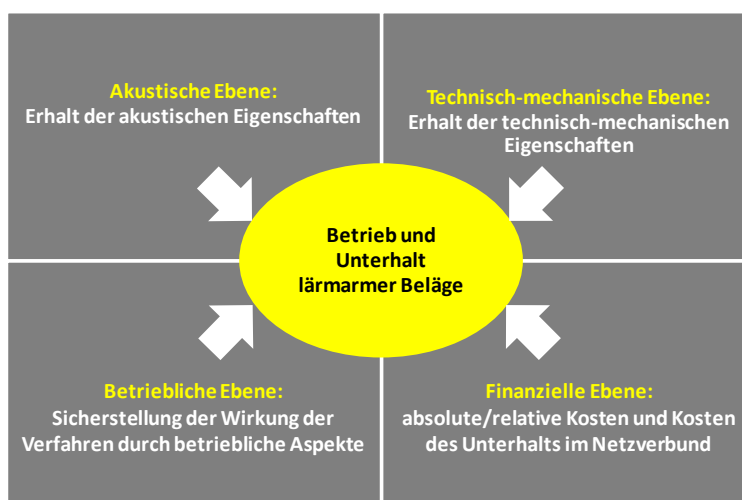 Akustische Ebene:
Erhalt der akustischen Eigenschaften
Technisch-mechanische Ebene:
Erhalt der technisch-mechanischen
Eigenschaften
Betrieb und
Unterhalt
lärmarmer Beläge
Betriebliche Ebene:
Sicherstellung der Wirkung der
Verfahren durch betriebliche Aspekte
Finanzielle Ebene:
absolute/relative Kosten und Kosten
des Unterhalts im Netzverbund